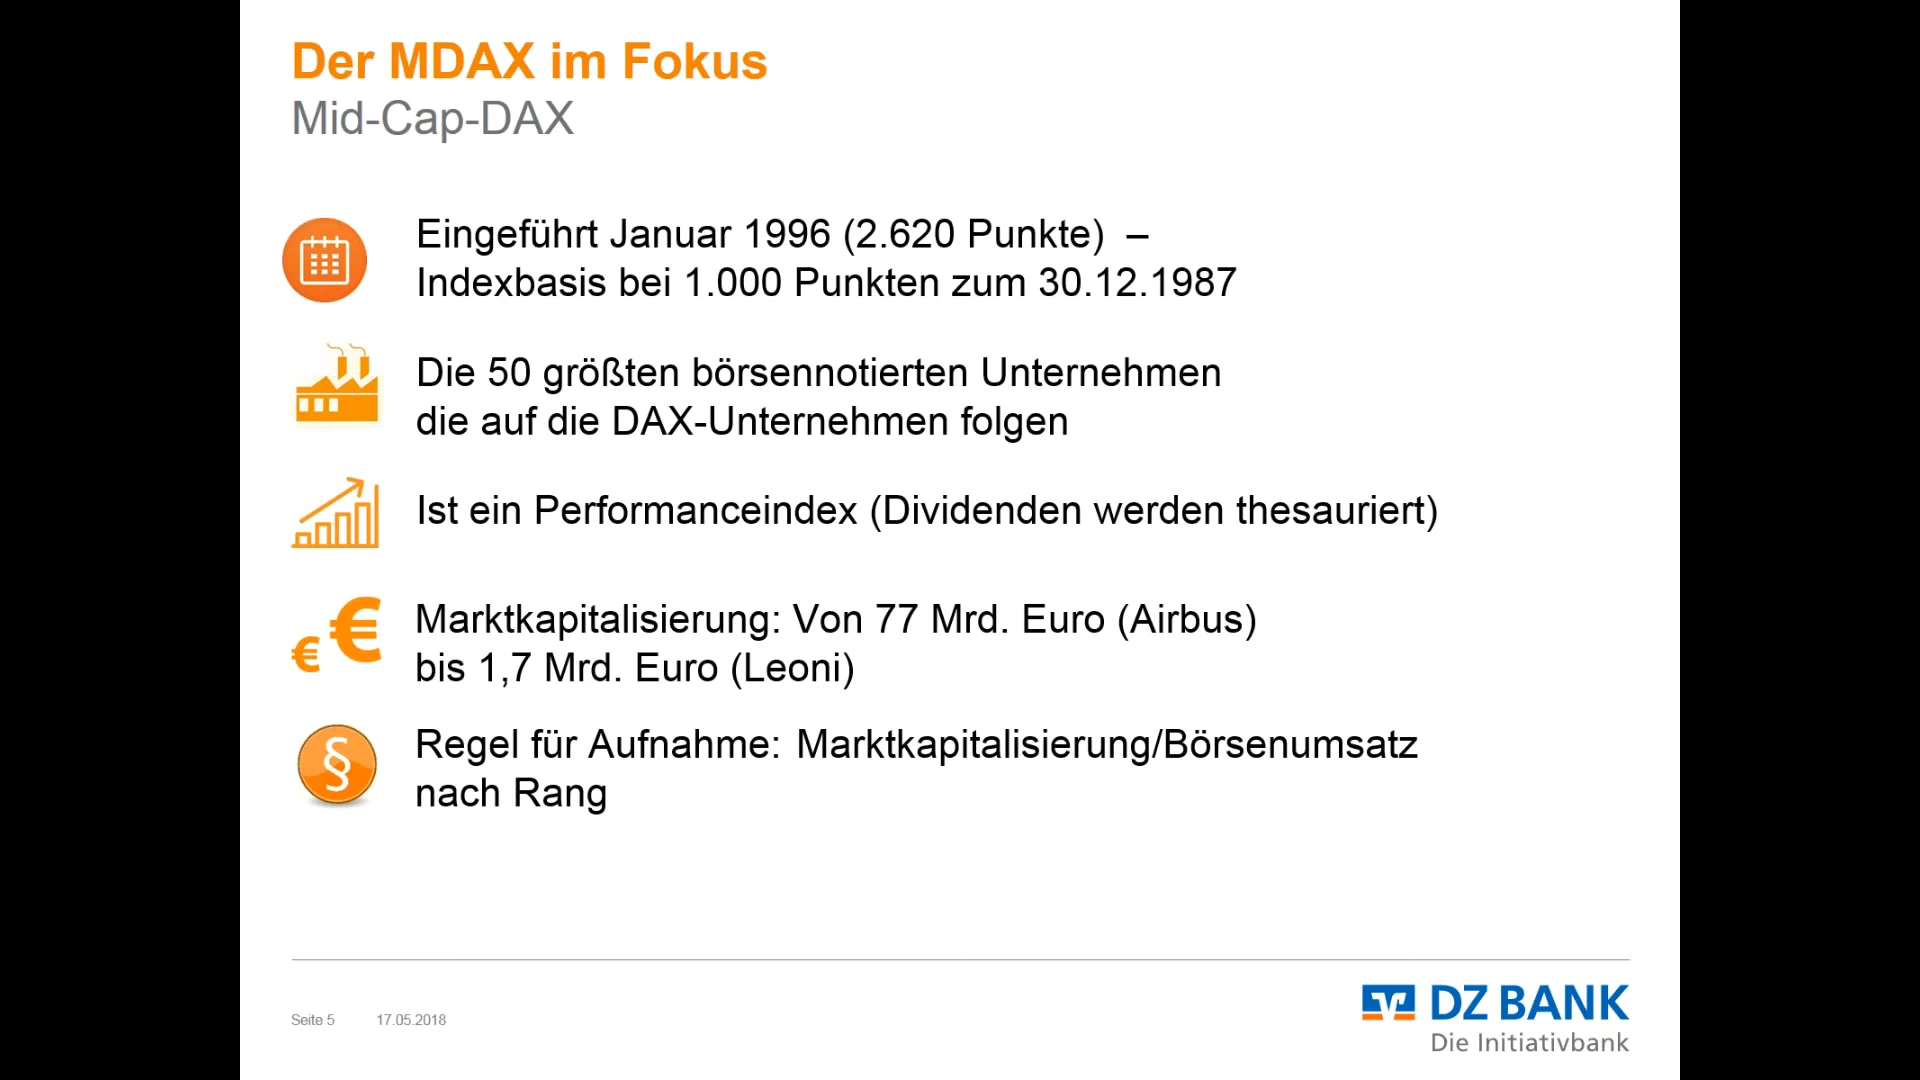 Der MDAX im Fokus
Mid-Cap-DAX
Eingeführt Januar 1996 (2.620 Punkte) –
Indexbasis bei 1.000 Punkten zum 30.12.1987
Die 50 größten börsennotierten Unternehmen
die auf die DAX-Unternehmen folgen
Ist ein Performanceindex (Dividenden werden thesauriert)
€ €
Marktkapitalisierung: Von 77 Mrd. Euro (Airbus)
bis 1,7 Mrd. Euro (Leoni)
§
Regel für Aufnahme: Marktkapitalisierung/Börsenumsatz
nach Rang
Seite 5 17.05.2018
DZ BANK
Die Initiativbank